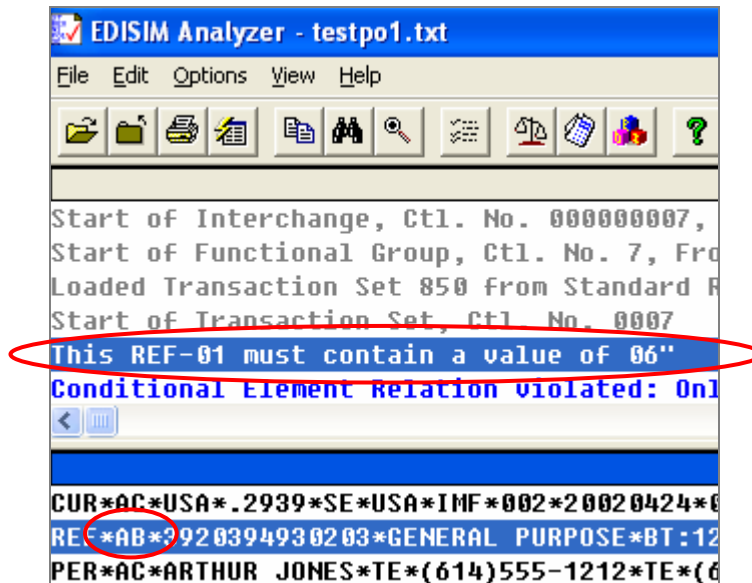 EDISIM Analyzer - testpo1.txt
File Edit Options View Help
Start of Interchange, Ctl. No. 000000007,
Start of Functional Group, Ctl. No. 7, Fro
Loaded Transaction Set 850 from Standard R
Start of Transaction Set, Ctl. No. 0007
This REF-01 must contain a value of 06"
Conditional Element Relation Violated: Onl
CUR*AC*USA*.2939*SE*USA*IMF*002*20020424*0
REF*AB*3920394930203*GENERAL PURPOSE*BT:12
PER*AC*ARTHUR JONES*TE*(614)555-1212*TE*(6